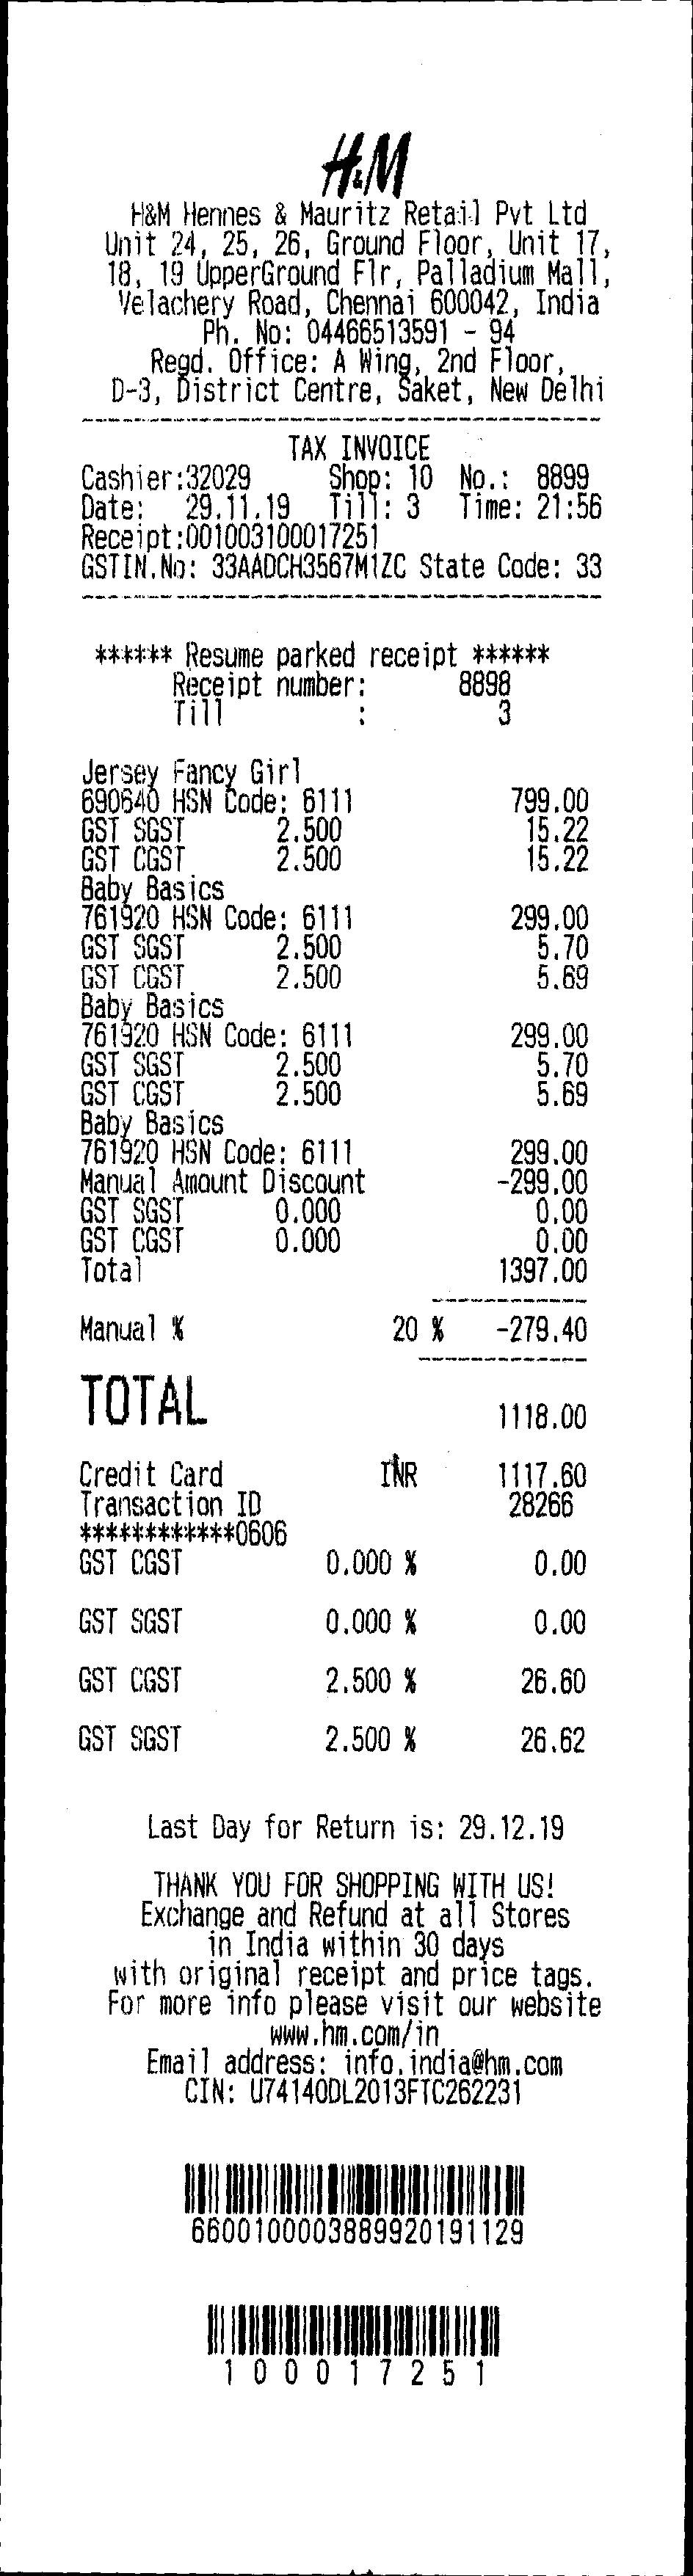 H&M
H&M Hennes & Mauritz Retail Pvt Ltd
Unit 24, 25, 26, Ground Floor, Unit 17,
18, 19 UpperGround Flr, Palladium Mall,
Velachery Road, Chennai 600042, India
Ph. No: 04466513591 - 94
Regd. Office: A Wing, 2nd Floor,
D-3, District Centre, Saket, New Delhi
TAX INVOICE
Cashier:32029 Shop: 10 No.: 8899
Date: 29.11.19 Till: 3 Time: 21:56
Receipt:001003100017251
GSTIN.No: 33AADCH3567M1ZC State Code: 33
****** Resume parked receipt ******
Receipt number: 8898
Till : 3
Jersey Fancy Girl
690640 HSN Code: 6111 799.00
GST SGST 2.500 15.22
GST CGST 2.500 15.22
Baby Basics
761920 HSN Code: 6111 299.00
GST SGST 2.500 5.70
GST CGST 2.500 5.69
Baby Basics
761920 HSN Code: 6111 299.00
GST SGST 2.500 5.70
GST CGST 2.500 5.69
Baby Basics
761920 HSN Code: 6111 299.00
Manual Amount Discount -299.00
GST SGST 0.000 0.00
GST CGST 0.000 0.00
Total 1397.00
Manual % 20 % -279.40
TOTAL 1118.00
Credit Card INR 1117.60
Transaction ID 28266
************0606
GST CGST 0.000 % 0.00
GST SGST 0.000 % 0.00
GST CGST 2.500 % 26.60
GST SGST 2.500 % 26.62
Last Day for Return is: 29.12.19
THANK YOU FOR SHOPPING WITH US!
Exchange and Refund at all Stores
in India within 30 days
with original receipt and price tags.
For more info please visit our website
www.hm.com/in
Email address: info.india@hm.com
CIN: U74140DL2013FTC262231
6600100003889920191129
100017251